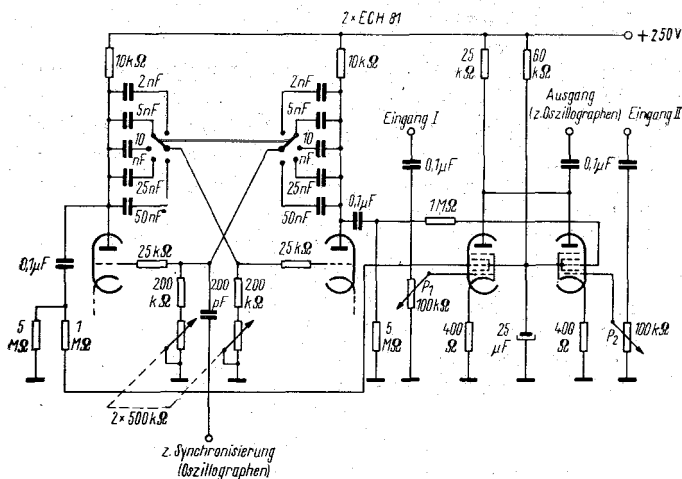 2 × ECH 81
+250V
10kΩ
2nF
5nF
10
nF
25nF
50nF
10kΩ
2nF
5nF
10
nF
25nF
50nF
25
kΩ
60
kΩ
Eingang I
Ausgang
(z.Oszillographen)
Eingang II
0,1µF
0,1µF
0,1µF
0,1µF
1MΩ
0,1µF
25kΩ
25kΩ
200
kΩ
200
pF
200
kΩ
P1
100kΩ
P2
100kΩ
5
MΩ
1
MΩ
5
MΩ
400
Ω
25
µF
400
Ω
2 × 500kΩ
z. Synchronisierung
(Oszillographen)